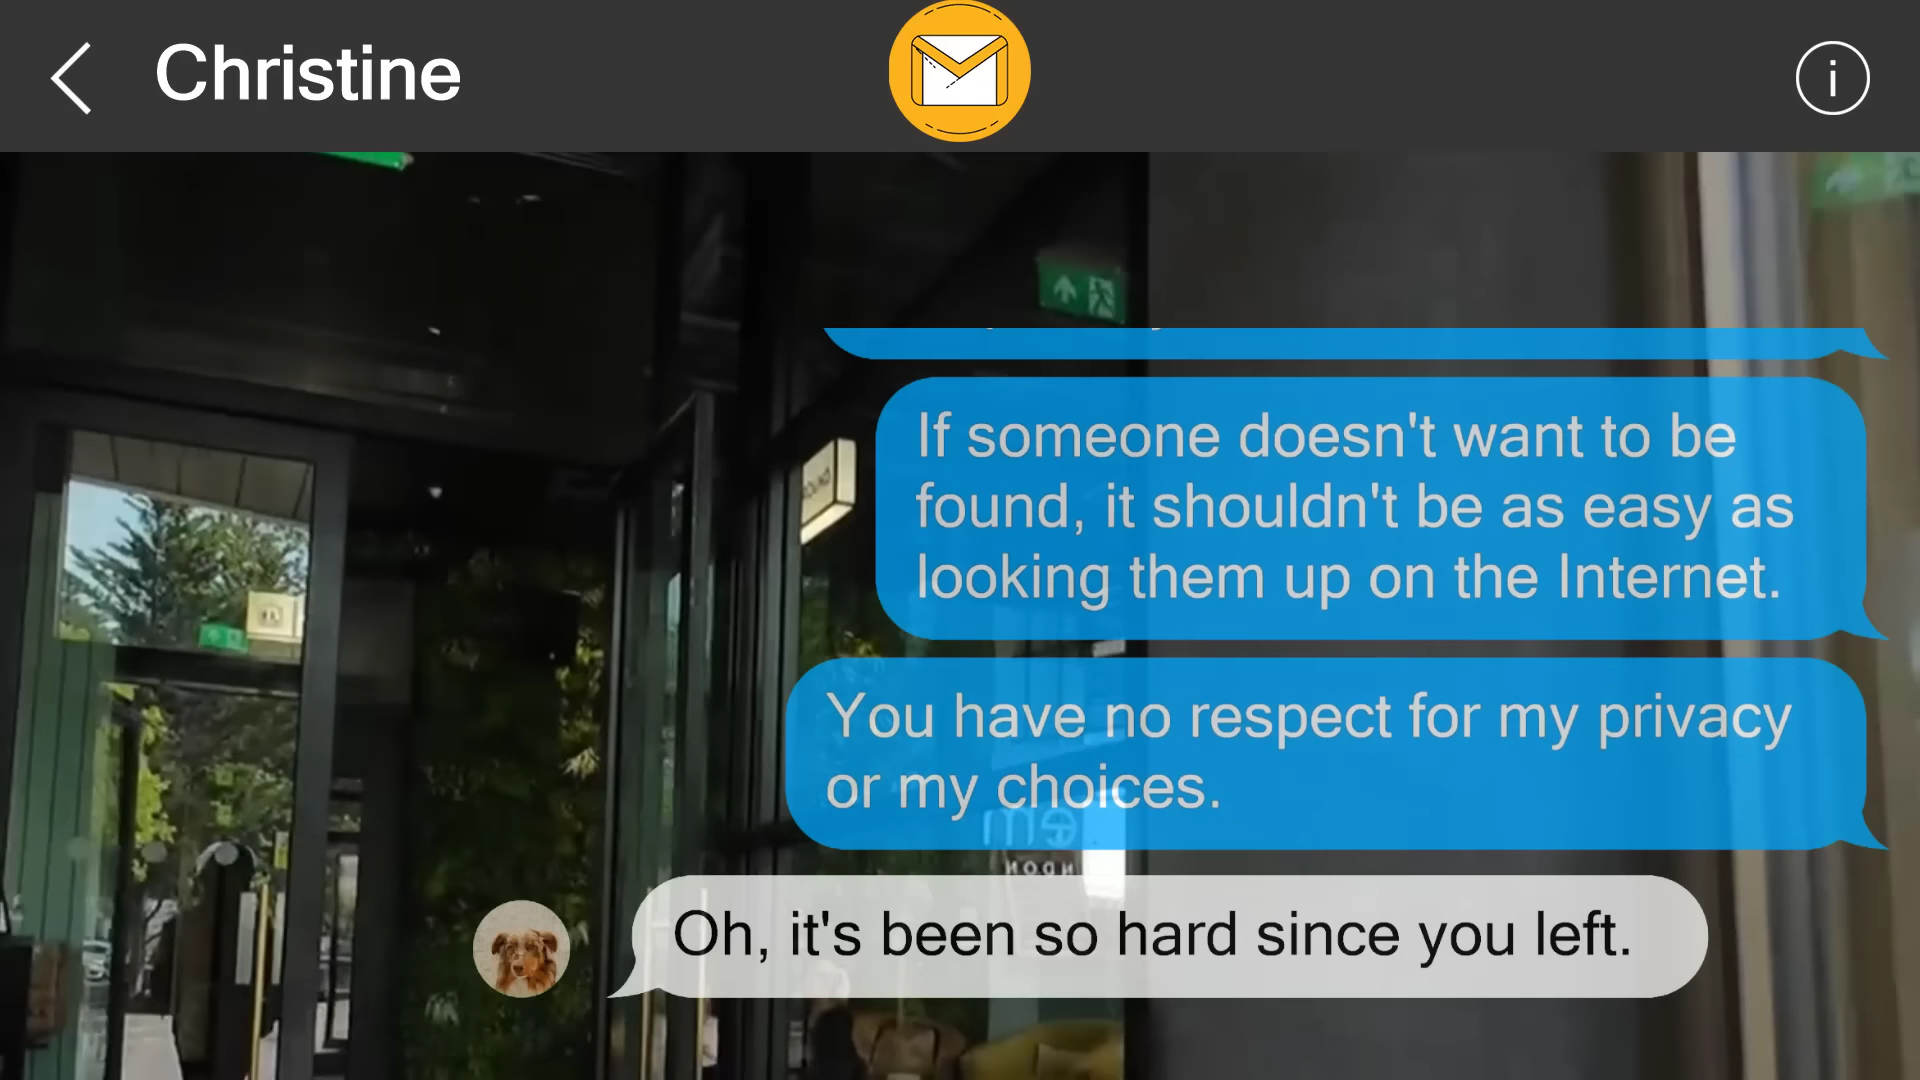 Christine
If someone doesn't want to be
found, it shouldn't be as easy as
looking them up on the Internet.
You have no respect for my privacy
or my choices.
Oh, it's been so hard since you left.